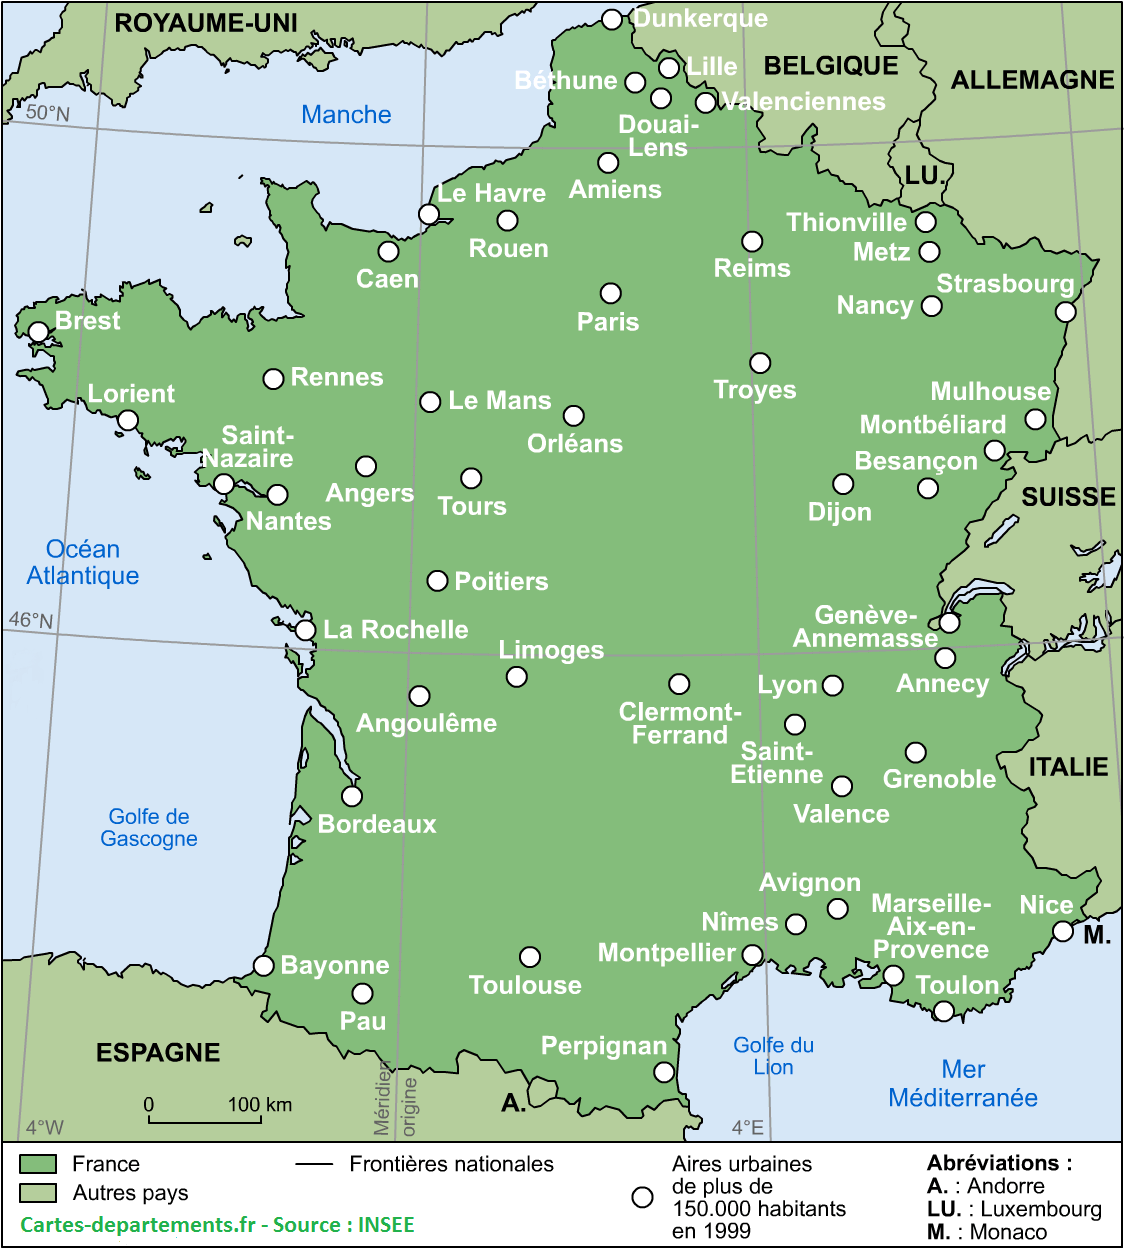 ROYAUME-UNI
Dunkerque
Lille
BELGIQUE
ALLEMAGNE
Béthune
Valenciennes
50°N
Manche
Douai-
Lens
LU.
Amiens
Le Havre
Thionville
Rouen
Metz
Caen
Reims
Strasbourg
Nancy
Paris
Brest
Rennes
Troyes
Mulhouse
Lorient
Le Mans
Montbéliard
Saint-
Nazaire
Orléans
Besançon
Angers
Tours
Dijon
SUISSE
Nantes
Océan
Atlantique
Poitiers
46°N
La Rochelle
Genève-
Annemasse
Limoges
Lyon
Annecy
Angoulême
Clermont-
Ferrand
Saint-
Etienne
Grenoble
ITALIE
Valence
Golfe de
Gascogne
Bordeaux
Avignon
Marseille-
Aix-en-
Provence
Nice
Nîmes
M.
Montpellier
Bayonne
Toulouse
Toulon
Pau
ESPAGNE
Perpignan
Golfe du
Lion
Mer
Méditerranée
Méridien
origine
A.
0 100 km
4°W
4°E
France
Autres pays
Cartes-departements.fr - Source : INSEE
Frontières nationales
Aires urbaines
de plus de
150.000 habitants
en 1999
Abréviations :
A. : Andorre
LU. : Luxembourg
M. : Monaco